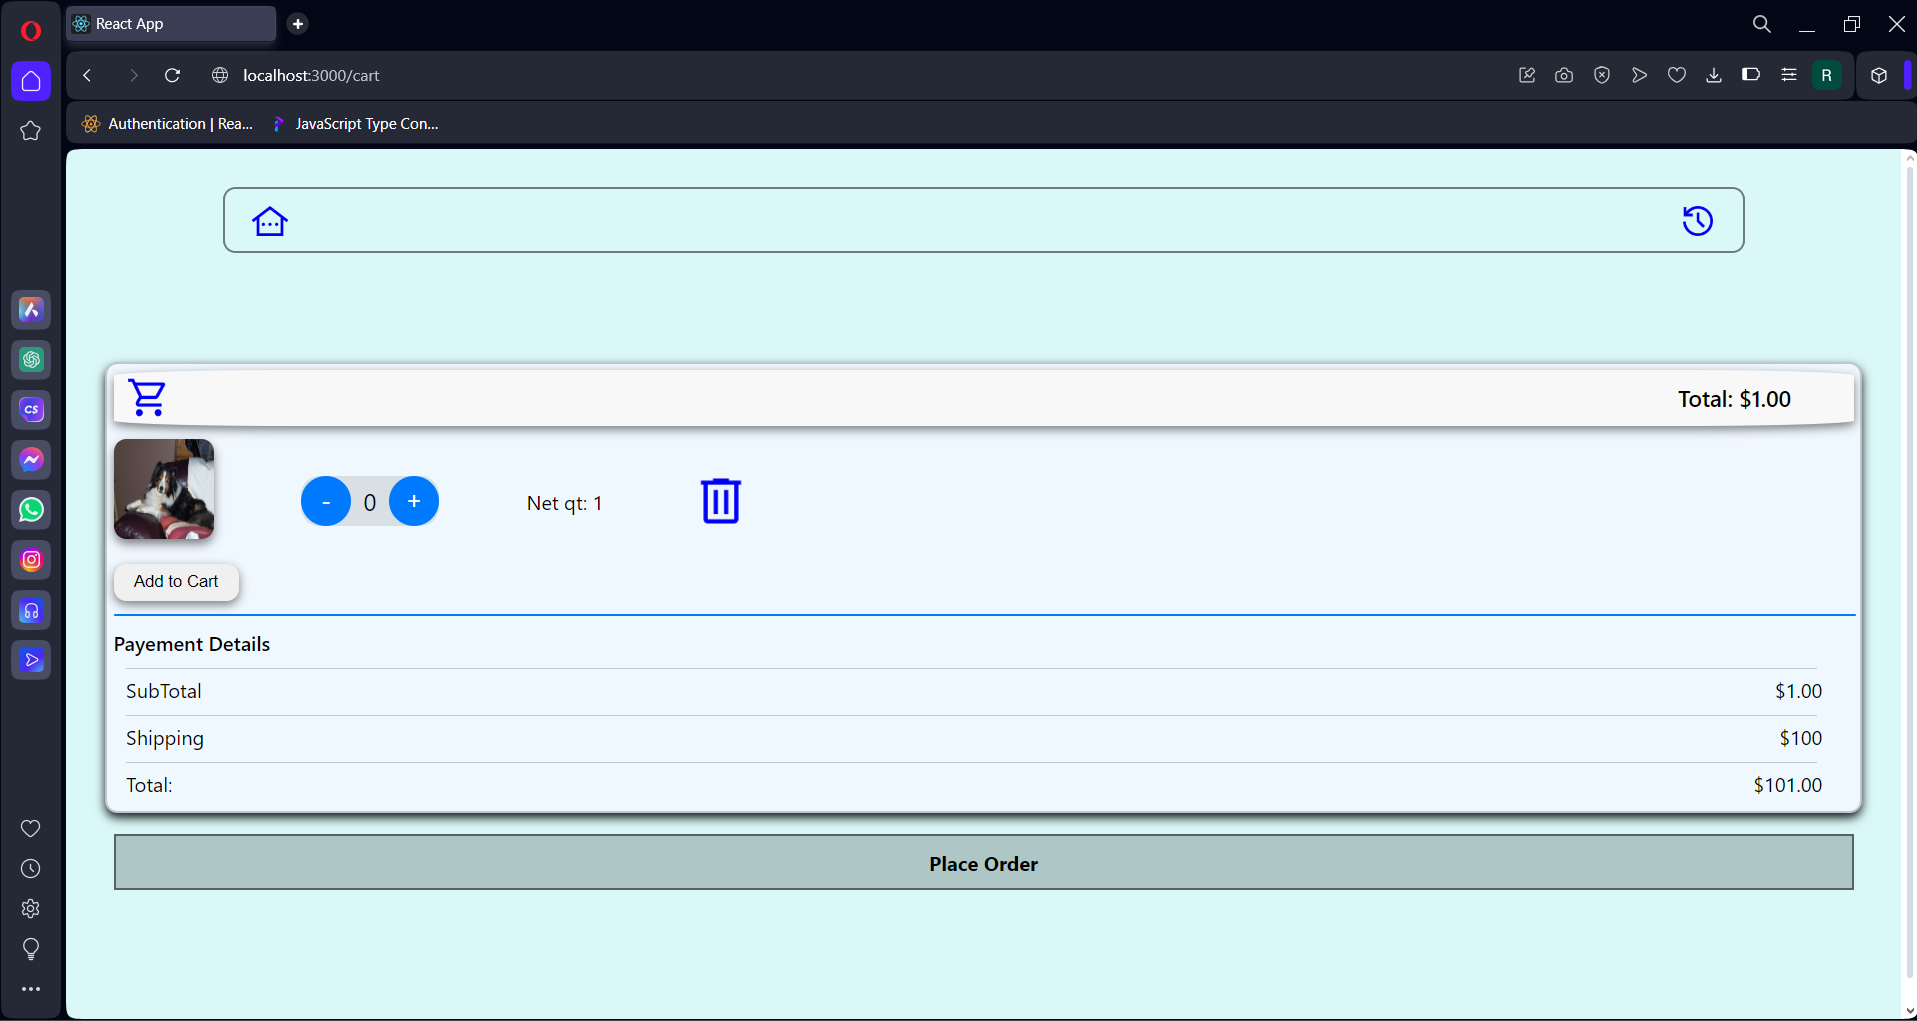 React App
localhost:3000/cart
R
Authentication | Rea...
JavaScript Type Con...
CS
Total: $1.00
- 0 +
Net qt: 1
Add to Cart
Payement Details
SubTotal $1.00
Shipping $100
Total: $101.00
Place Order